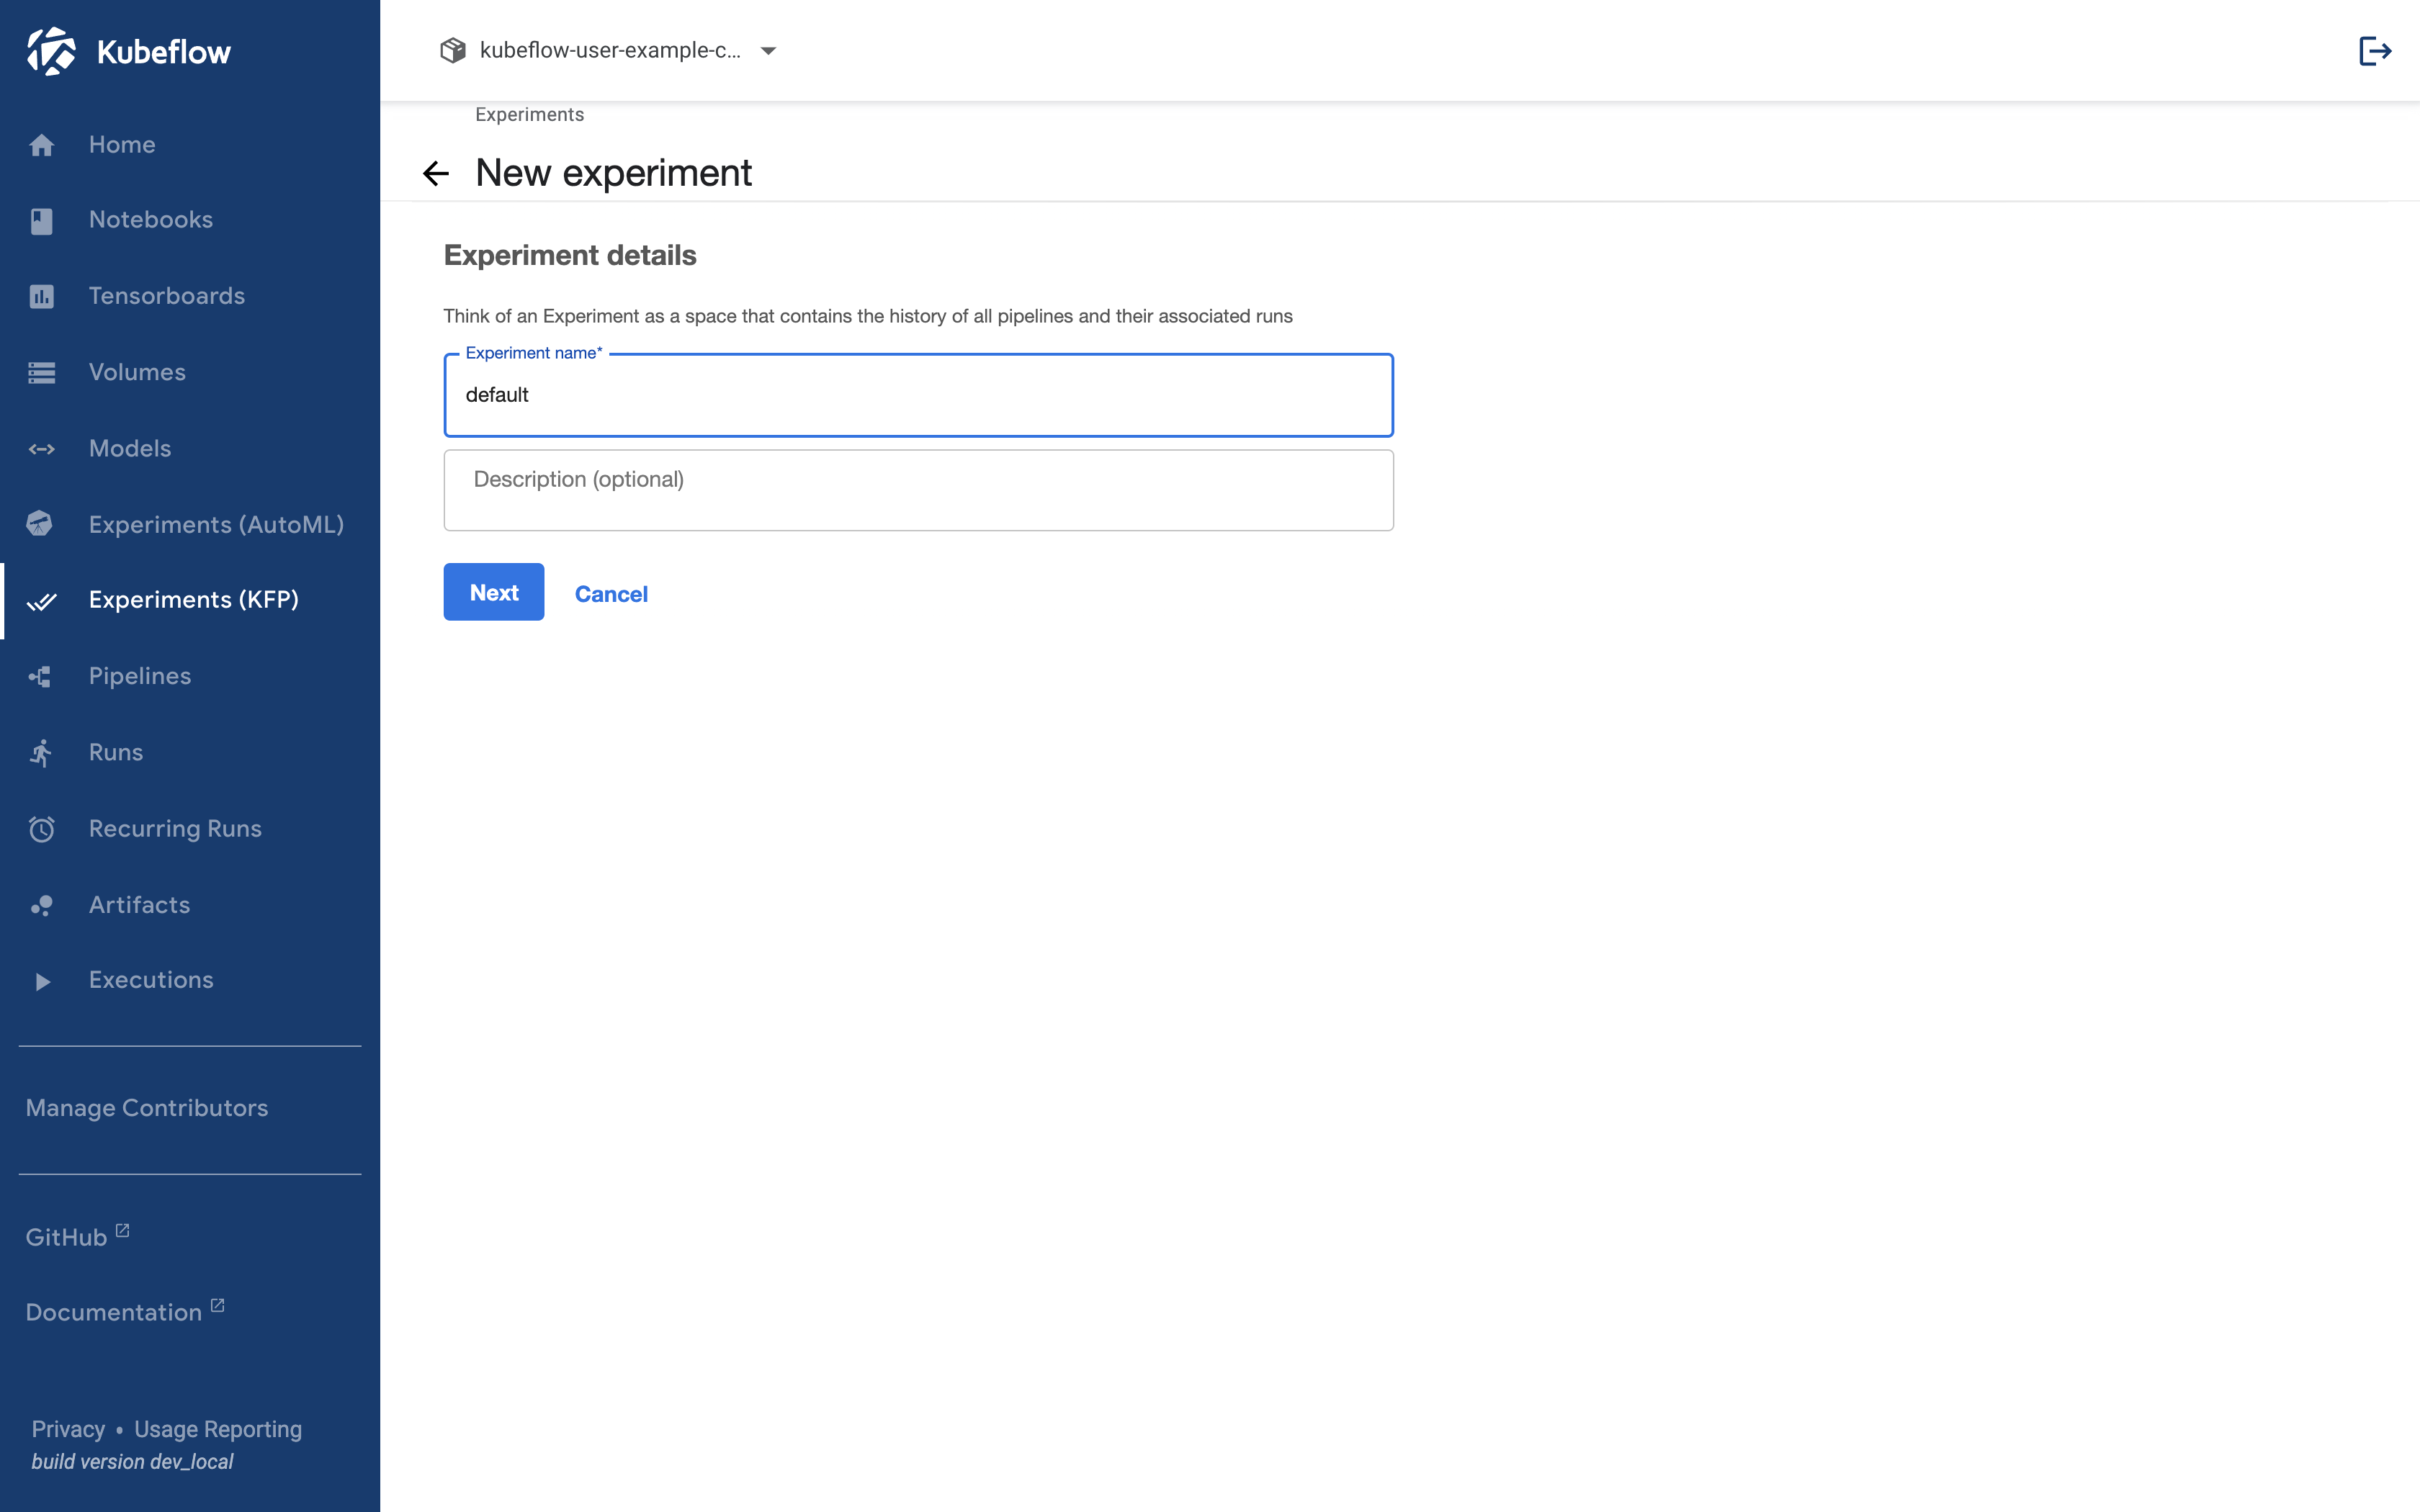 Kubeflow
Home
Notebooks
Tensorboards
Volumes
Models
Experiments (AutoML)
Experiments (KFP)
Pipelines
Runs
Recurring Runs
Artifacts
Executions
Manage Contributors
GitHub
Documentation
Privacy • Usage Reporting
build version dev_local
kubeflow-user-example-c...
Experiments
New experiment
Experiment details
Think of an Experiment as a space that contains the history of all pipelines and their associated runs
Experiment name*
default
Description (optional)
Next Cancel